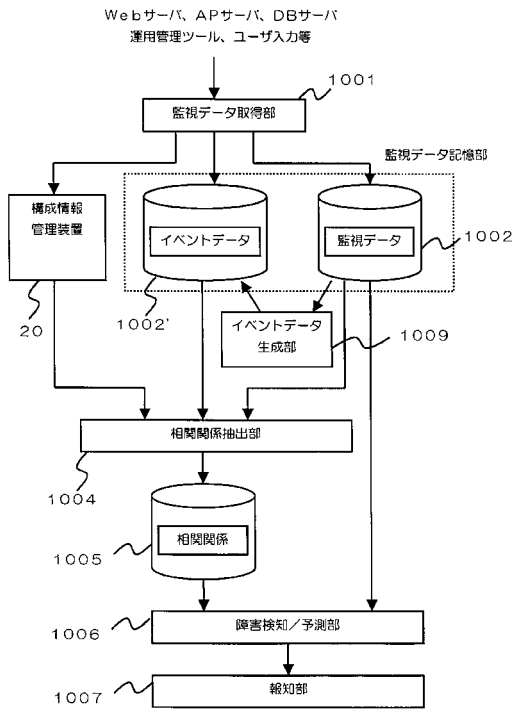 Ｗｅｂサーバ、ＡＰサーバ、ＤＢサーバ
運用管理ツール、ユーザ入力等
１００１
監視データ取得部
監視データ記憶部
構成情報
管理装置
イベントデータ
監視データ
１００２
２０
１００２’
イベントデータ
生成部
１００９
相関関係抽出部
１００４
相関関係
１００５
障害検知／予測部
１００６
報知部
１００７